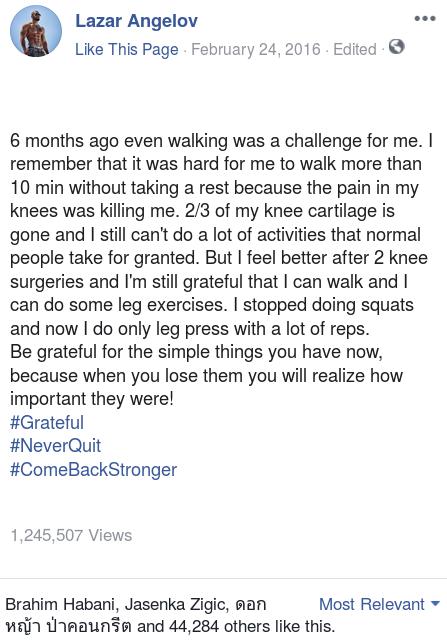 Lazar Angelov
Like This Page · February 24, 2016 · Edited ·
6 months ago even walking was a challenge for me. I
remember that it was hard for me to walk more than
10 min without taking a rest because the pain in my
knees was killing me. 2/3 of my knee cartilage is
gone and I still can't do a lot of activities that normal
people take for granted. But I feel better after 2 knee
surgeries and I'm still grateful that I can walk and I
can do some leg exercises. I stopped doing squats
and now I do only leg press with a lot of reps.
Be grateful for the simple things you have now,
because when you lose them you will realize how
important they were!
#Grateful
#NeverQuit
#ComeBackStronger
1,245,507 Views
Brahim Habani, Jasenka Zigic, ดอก
หญ้า ป่าคอนกรีต and 44,284 others like this.
Most Relevant